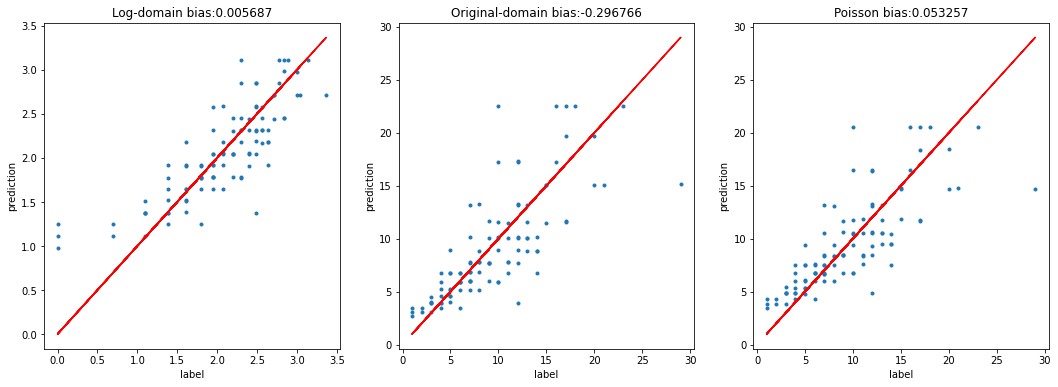 Log-domain bias:0.005687
3.5
3.0
2.5
2.0
1.5
1.0
0.5
0.0
prediction
0.0 0.5 1.0 1.5 2.0 2.5 3.0 3.5
label
Original-domain bias:-0.296766
30
25
20
15
10
5
0
prediction
0 5 10 15 20 25 30
label
Poisson bias:0.053257
30
25
20
15
10
5
0
prediction
0 5 10 15 20 25 30
label